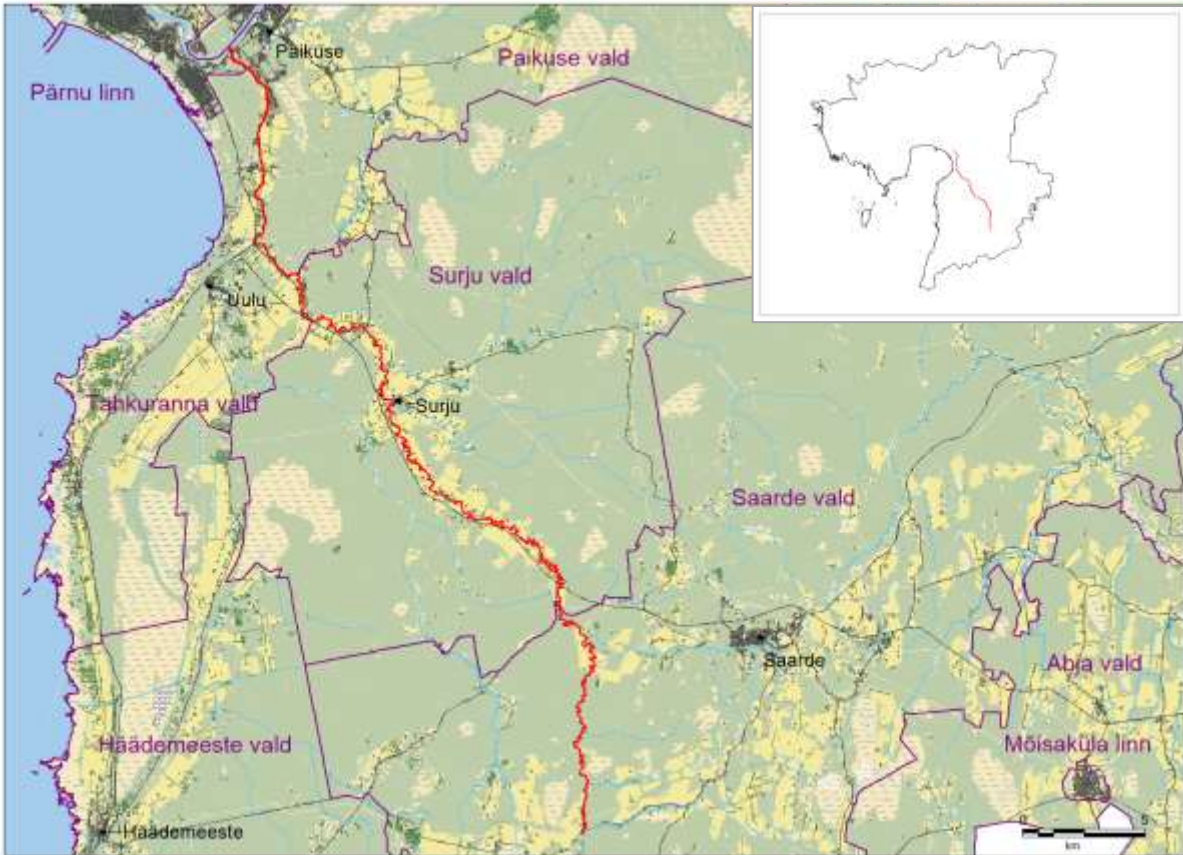 Paikuse
Paikuse vald
Pärnu linn
Surju vald
Uulu
Tahkuranna vald
Surju
Saarde vald
Saarde
Abja vald
Häädemeeste vald
Mõisaküla linn
Häädemeeste
0 5
km